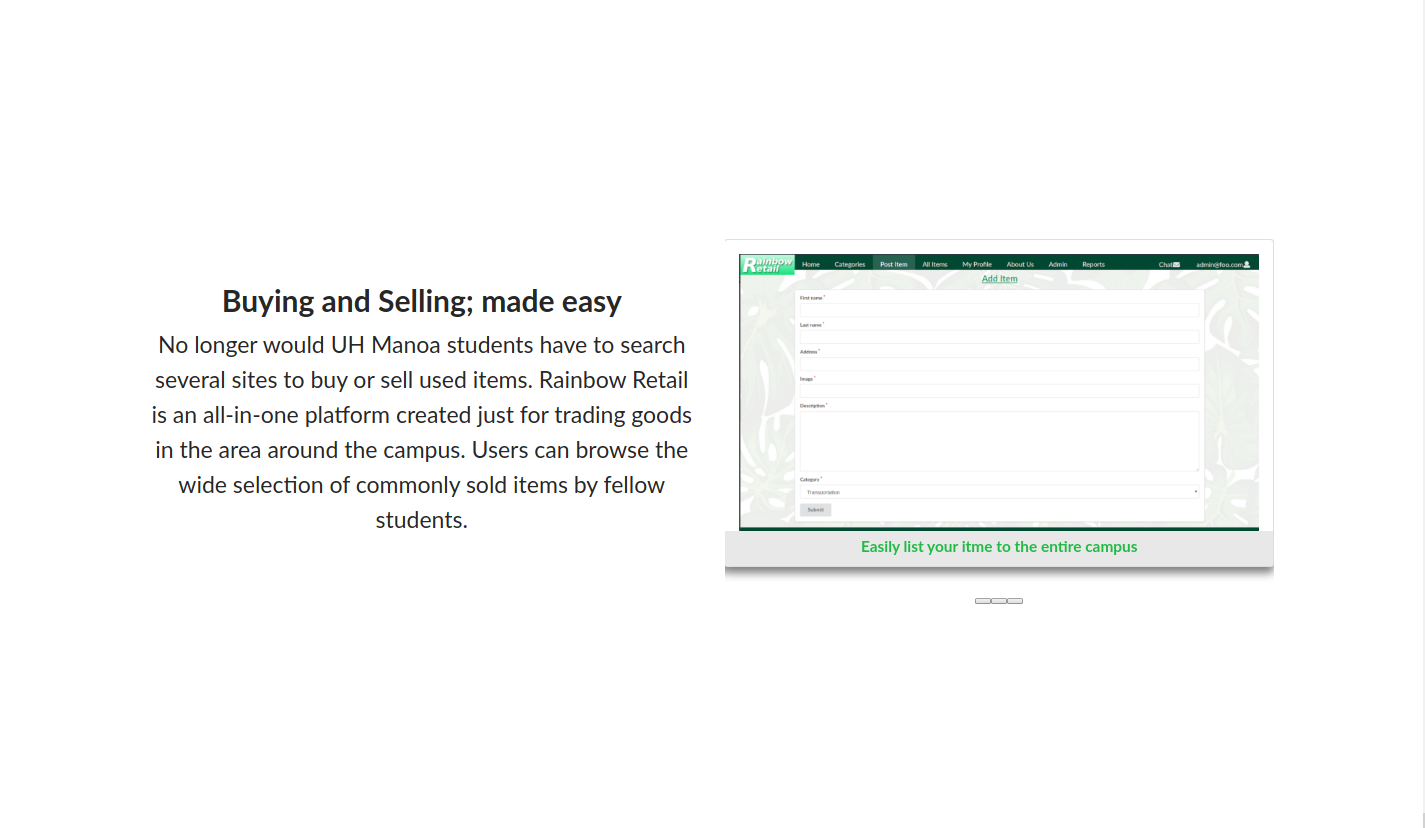 Buying and Selling; made easy
No longer would UH Manoa students have to search
several sites to buy or sell used items. Rainbow Retail
is an all-in-one platform created just for trading goods
in the area around the campus. Users can browse the
wide selection of commonly sold items by fellow
students.
Rainbow
Retail
Home Categories Post Item All Items My Profile About Us Admin Reports Chat admin@foo.com
Add Item
First name *
Last name *
Address *
Image *
Description *
Category *
Transportation
Submit
Easily list your itme to the entire campus